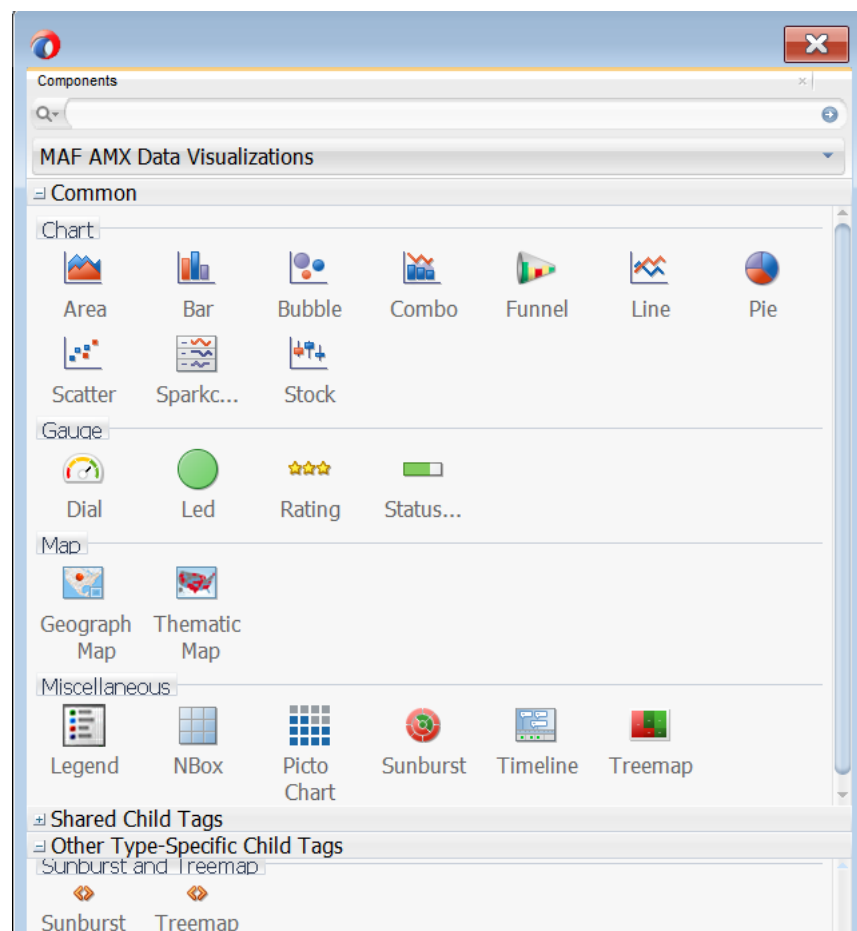 Components
MAF AMX Data Visualizations
Common
Chart
Area Bar Bubble Combo Funnel Line Pie
Scatter Sparkc... Stock
Gauge
Dial Led Rating Status...
Map
Geograph Thematic
Map Map
Miscellaneous
Legend NBox Picto Sunburst Timeline Treemap
Chart
Shared Child Tags
Other Type-Specific Child Tags
Sunburst and Treemap
Sunburst Treemap